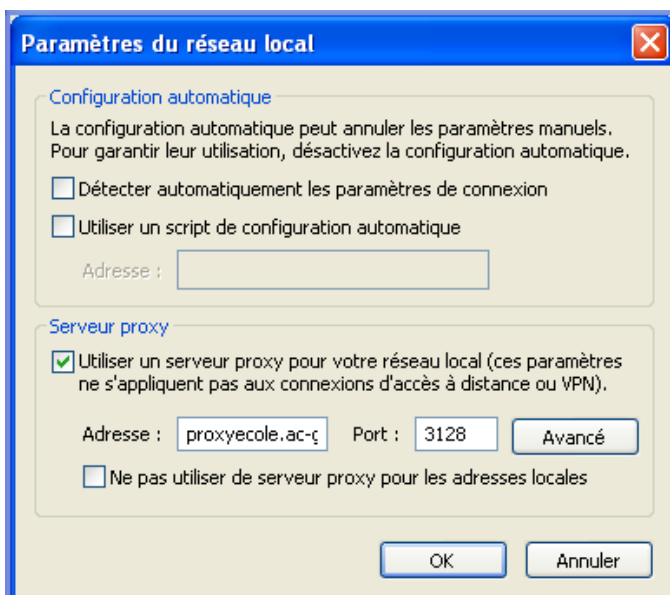 Paramètres du réseau local
Configuration automatique
La configuration automatique peut annuler les paramètres manuels.
Pour garantir leur utilisation, désactivez la configuration automatique.
Détecter automatiquement les paramètres de connexion
Utiliser un script de configuration automatique
Adresse :
Serveur proxy
Utiliser un serveur proxy pour votre réseau local (ces paramètres
ne s'appliquent pas aux connexions d'accès à distance ou VPN).
Adresse : proxyecole.ac-g Port : 3128 Avancé
Ne pas utiliser de serveur proxy pour les adresses locales
OK Annuler